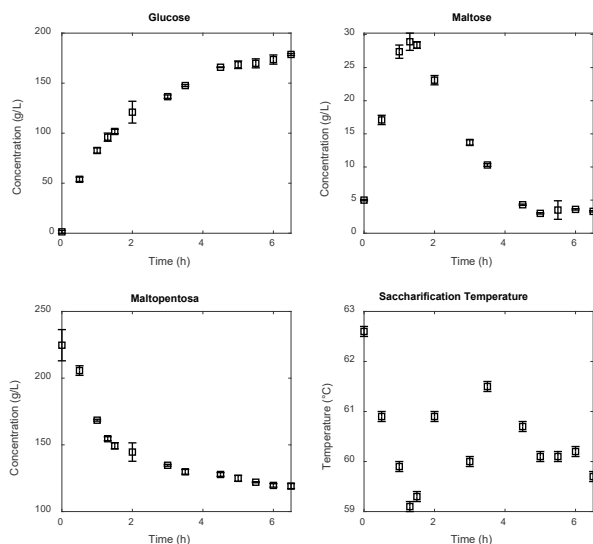 Glucose
200
150
100
50
0
Concentration (g/L)
0 2 4 6
Time (h)
Maltose
30
25
20
15
10
5
0
Concentration (g/L)
0 2 4 6
Time (h)
Maltopentosa
250
200
150
100
Concentration (g/L)
0 2 4 6
Time (h)
Saccharification Temperature
63
62
61
60
59
Temperature (°C)
0 2 4 6
Time (h)